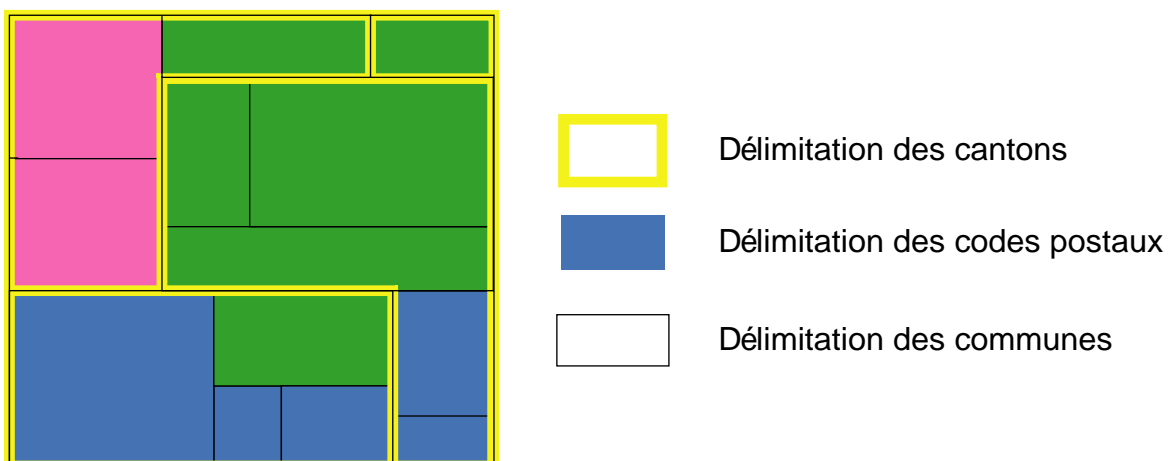 Délimitation des cantons
Délimitation des codes postaux
Délimitation des communes